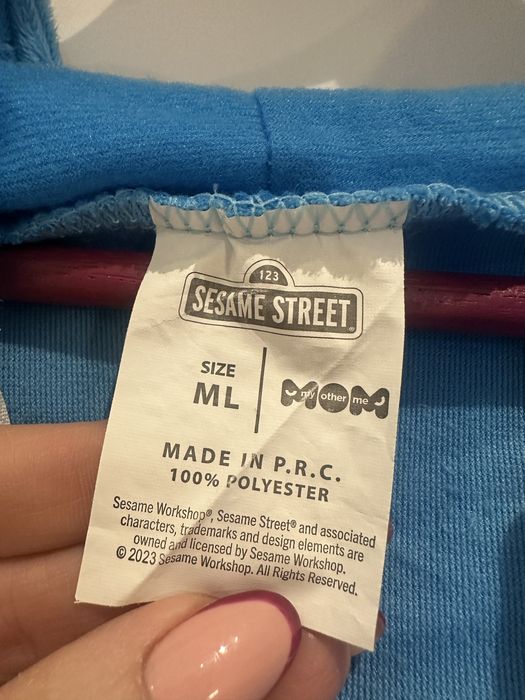 123
SESAME STREET
SIZE
ML
MOM
my other me
MADE IN P.R.C.
100% POLYESTER
Sesame Workshop®, Sesame Street® and associated
characters, trademarks and design elements are
owned and licensed by Sesame Workshop.
© 2023 Sesame Workshop. All Rights Reserved.